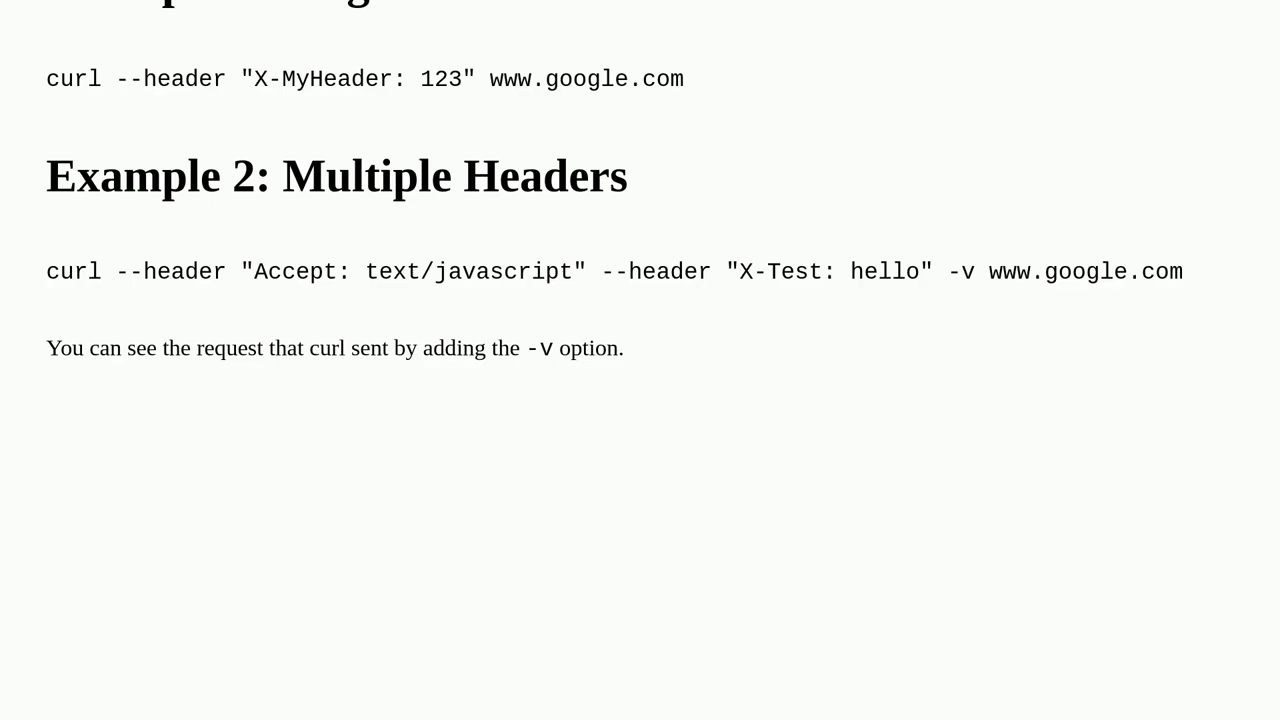 curl --header "X-MyHeader: 123" www.google.com
Example 2: Multiple Headers
curl --header "Accept: text/javascript" --header "X-Test: hello" -v www.google.com
You can see the request that curl sent by adding the -v option.